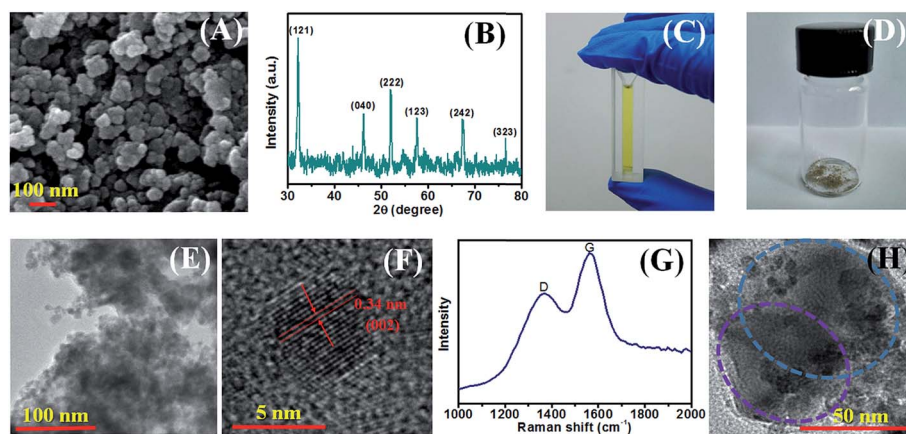 (A)
100 nm
(B)
(121)
(040)
(222)
(123)
(242)
(323)
Intensity (a.u.)
30 40 50 60 70 80
2θ (degree)
(C)
(D)
(E)
100 nm
(F)
0.34 nm
(002)
5 nm
(G)
D
G
Intensity
1000 1200 1400 1600 1800 2000
Raman shift (cm⁻¹)
(H)
50 nm